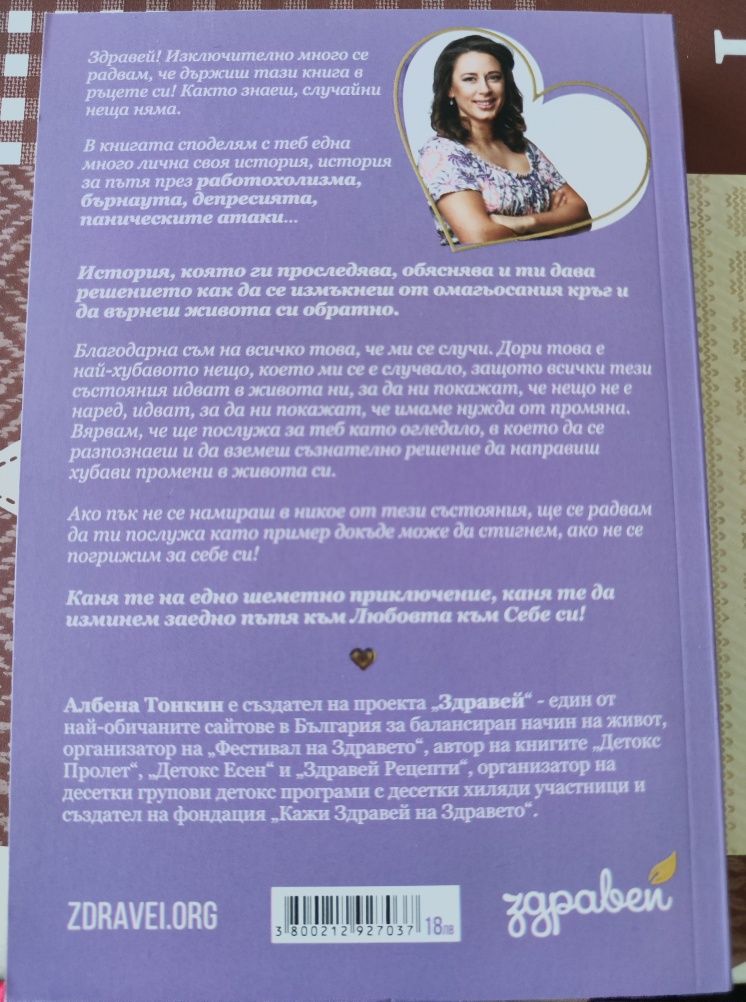 Здравей! Изключително много се
радвам, че държиш тази книга в
ръцете си! Както знаеш, случайни
неща няма.
В книгата споделям с теб една
много лична своя история, история
за пътя през работохолизма,
бърнаута, депресията,
паническите атаки...
История, която ги проследява, обяснява и ти дава
решението как да се измъкнеш от омагьосания кръг и
да върнеш живота си обратно.
Благодарна съм на всичко това, че ми се случи. Дори това е
най-хубавото нещо, което ми се е случвало, защото всички тези
състояния идват в живота ни, за да ни покажат, че нещо не е
наред, идват, за да ни покажат, че имаме нужда от промяна.
Вярвам, че ще послужа за теб като огледало, в което да се
разпознаеш и да вземеш съзнателно решение да направиш
хубави промени в живота си.
Ако пък не се намираш в никое от тези състояния, ще се радвам
да ти послужа като пример докъде може да стигнем, ако не се
погрижим за себе си!
Каня те на едно шеметно приключение, каня те да
изминем заедно пътя към Любовта към Себе си!
Албена Тонкин е създател на проекта „Здравей“ - един от
най-обичаните сайтове в България за балансиран начин на живот,
организатор на „Фестивал на Здравето“, автор на книгите „Детокс
Пролет“, „Детокс Есен“ и „Здравей Рецепти“, организатор на
десетки групови детокс програми с десетки хиляди участници и
създател на фондация „Кажи Здравей на Здравето“.
ZDRAVEI.ORG
3 800212 927037
18лв
здравей